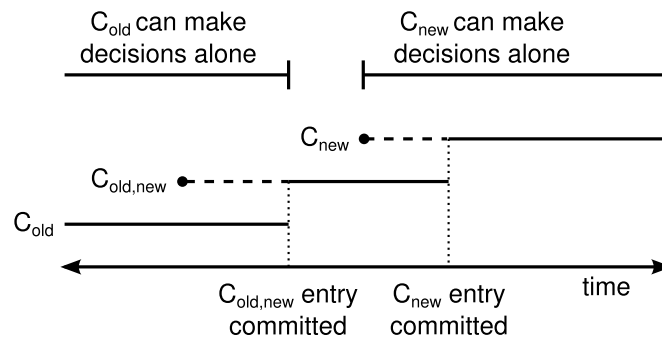 C_old can make
decisions alone
C_new can make
decisions alone
C_new
C_old,new
C_old
time
C_old,new entry
committed
C_new entry
committed